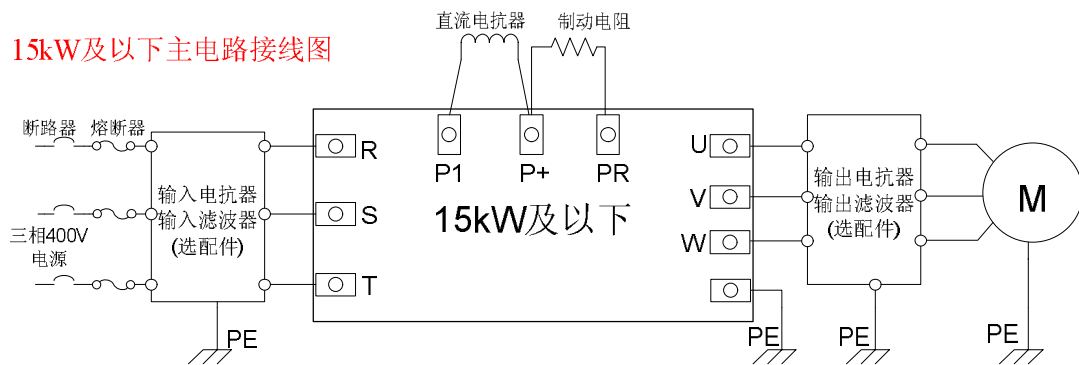 15kW及以下主电路接线图
直流电抗器
制动电阻
断路器
熔断器
三相400V
电源
输入电抗器
输入滤波器
(选配件)
PE
R
S
T
P1
P+
PR
15kW及以下
U
V
W
PE
输出电抗器
输出滤波器
(选配件)
PE
M
PE